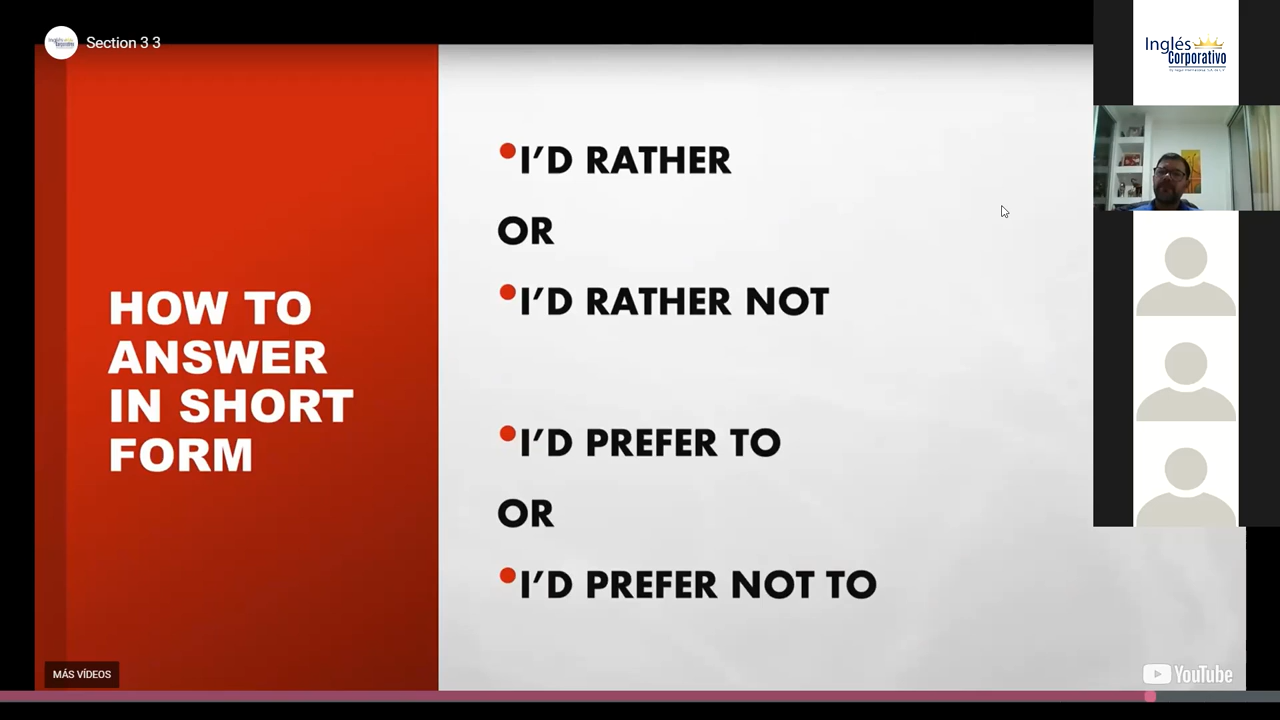 Section 3 3
Inglés
Corporativo
HOW TO
ANSWER
IN SHORT
FORM
•I'D RATHER
OR
•I'D RATHER NOT
•I'D PREFER TO
OR
•I'D PREFER NOT TO
MÁS VÍDEOS
YouTube